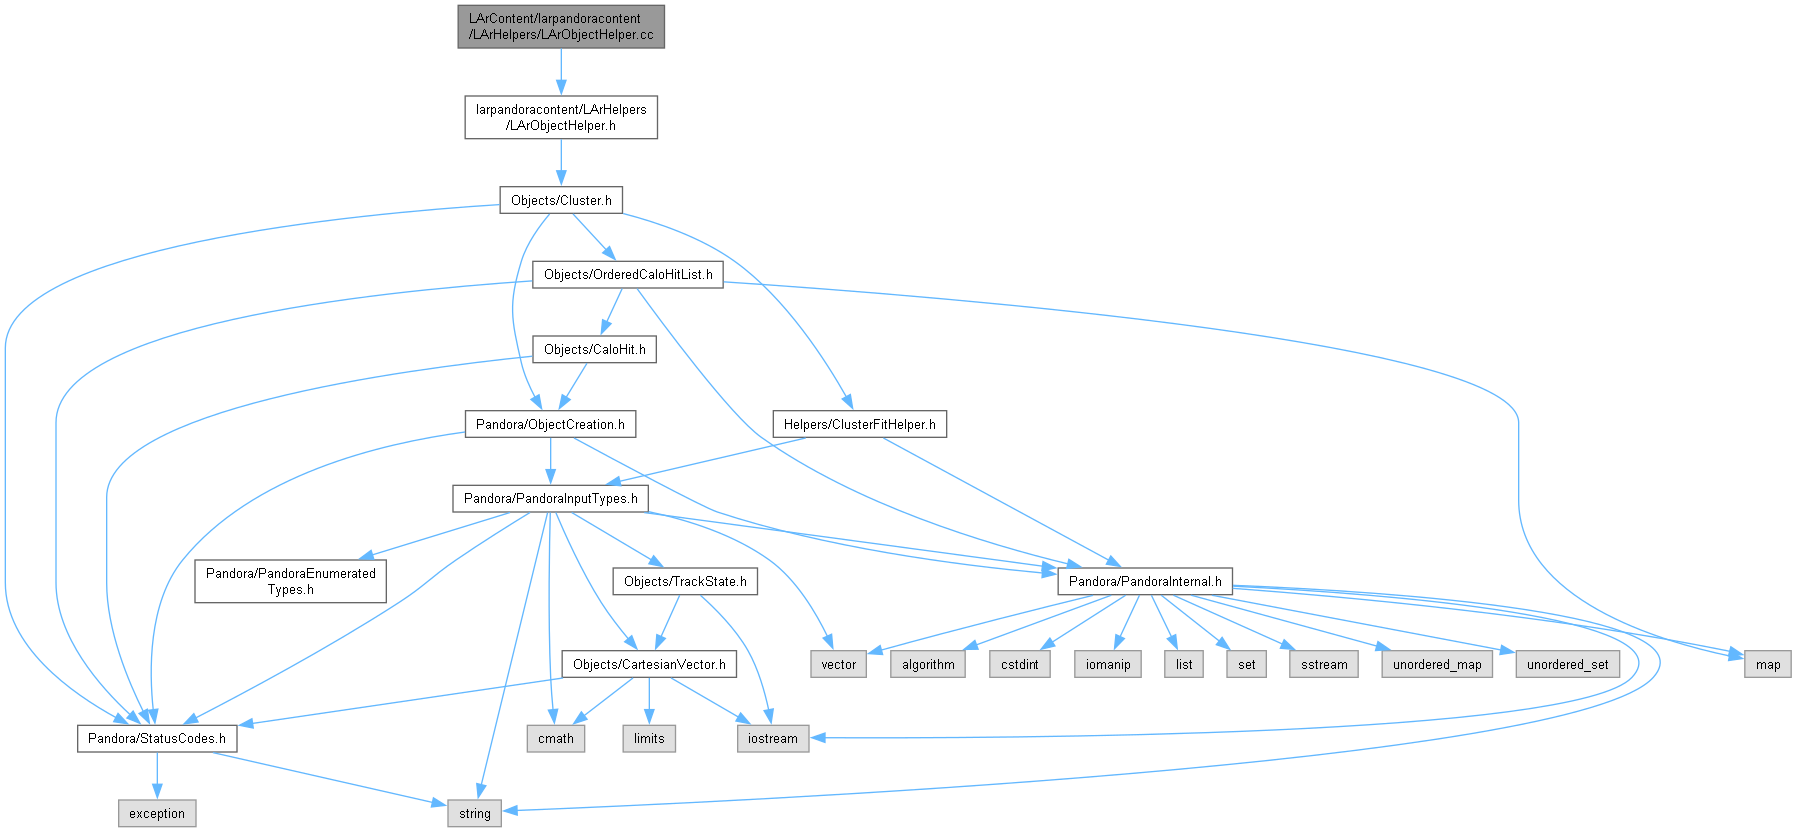 LArContent/larpandoracontent
/LArHelpers/LArObjectHelper.cc
larpandoracontent/LArHelpers
/LArObjectHelper.h
Objects/Cluster.h
Objects/OrderedCaloHitList.h
Objects/CaloHit.h
Pandora/ObjectCreation.h
Helpers/ClusterFitHelper.h
Pandora/PandoraInputTypes.h
Pandora/PandoraEnumerated
Types.h
Objects/TrackState.h
Pandora/PandoraInternal.h
Objects/CartesianVector.h
vector
algorithm
cstdint
iomanip
list
set
sstream
unordered_map
unordered_set
map
Pandora/StatusCodes.h
cmath
limits
iostream
exception
string